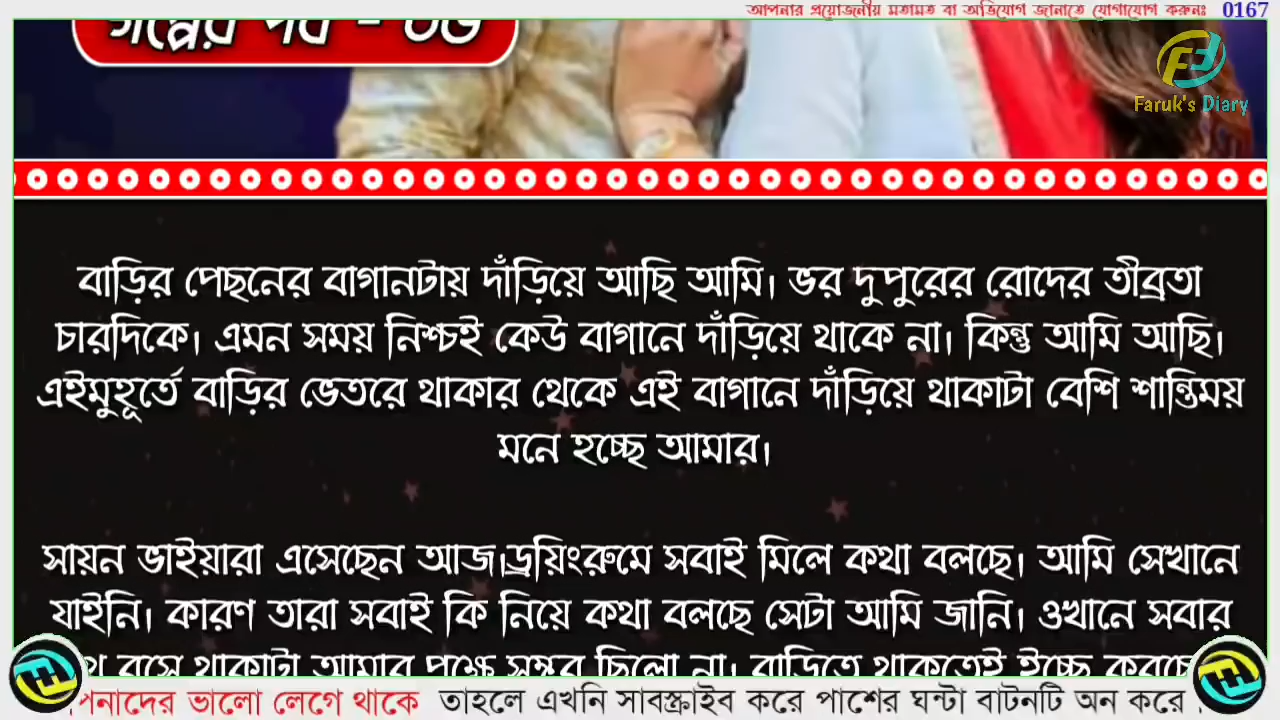 আপনার প্রয়োজনীয় মতামত বা অভিযোগ জানাতে যোগাযোগ করুনঃ 0167
গল্পের পর্ব - ০৬
Faruk's Diary
বাড়ির পেছনের বাগানটায় দাঁড়িয়ে আছি আমি। ভর দুপুরের রোদের তীব্রতা
চারদিকে। এমন সময় নিশ্চই কেউ বাগানে দাঁড়িয়ে থাকে না। কিন্তু আমি আছি।
এইমুহূর্তে বাড়ির ভেতরে থাকার থেকে এই বাগানে দাঁড়িয়ে থাকাটা বেশি শান্তিময়
মনে হচ্ছে আমার।
সায়ন ভাইয়ারা এসেছেন আজ।ড্রয়িংরুমে সবাই মিলে কথা বলছে। আমি সেখানে
যাইনি। কারণ তারা সবাই কি নিয়ে কথা বলছে সেটা আমি জানি। ওখানে সবার
বসে থাকাটা আমার পক্ষে সম্ভব ছিলো না। বাড়িতে থাকতেই ইচ্ছে
ভালো লেগে থাকে তাহলে এখনি সাবস্ক্রাইব করে পাশের ঘন্টা বাটনটি অন করে